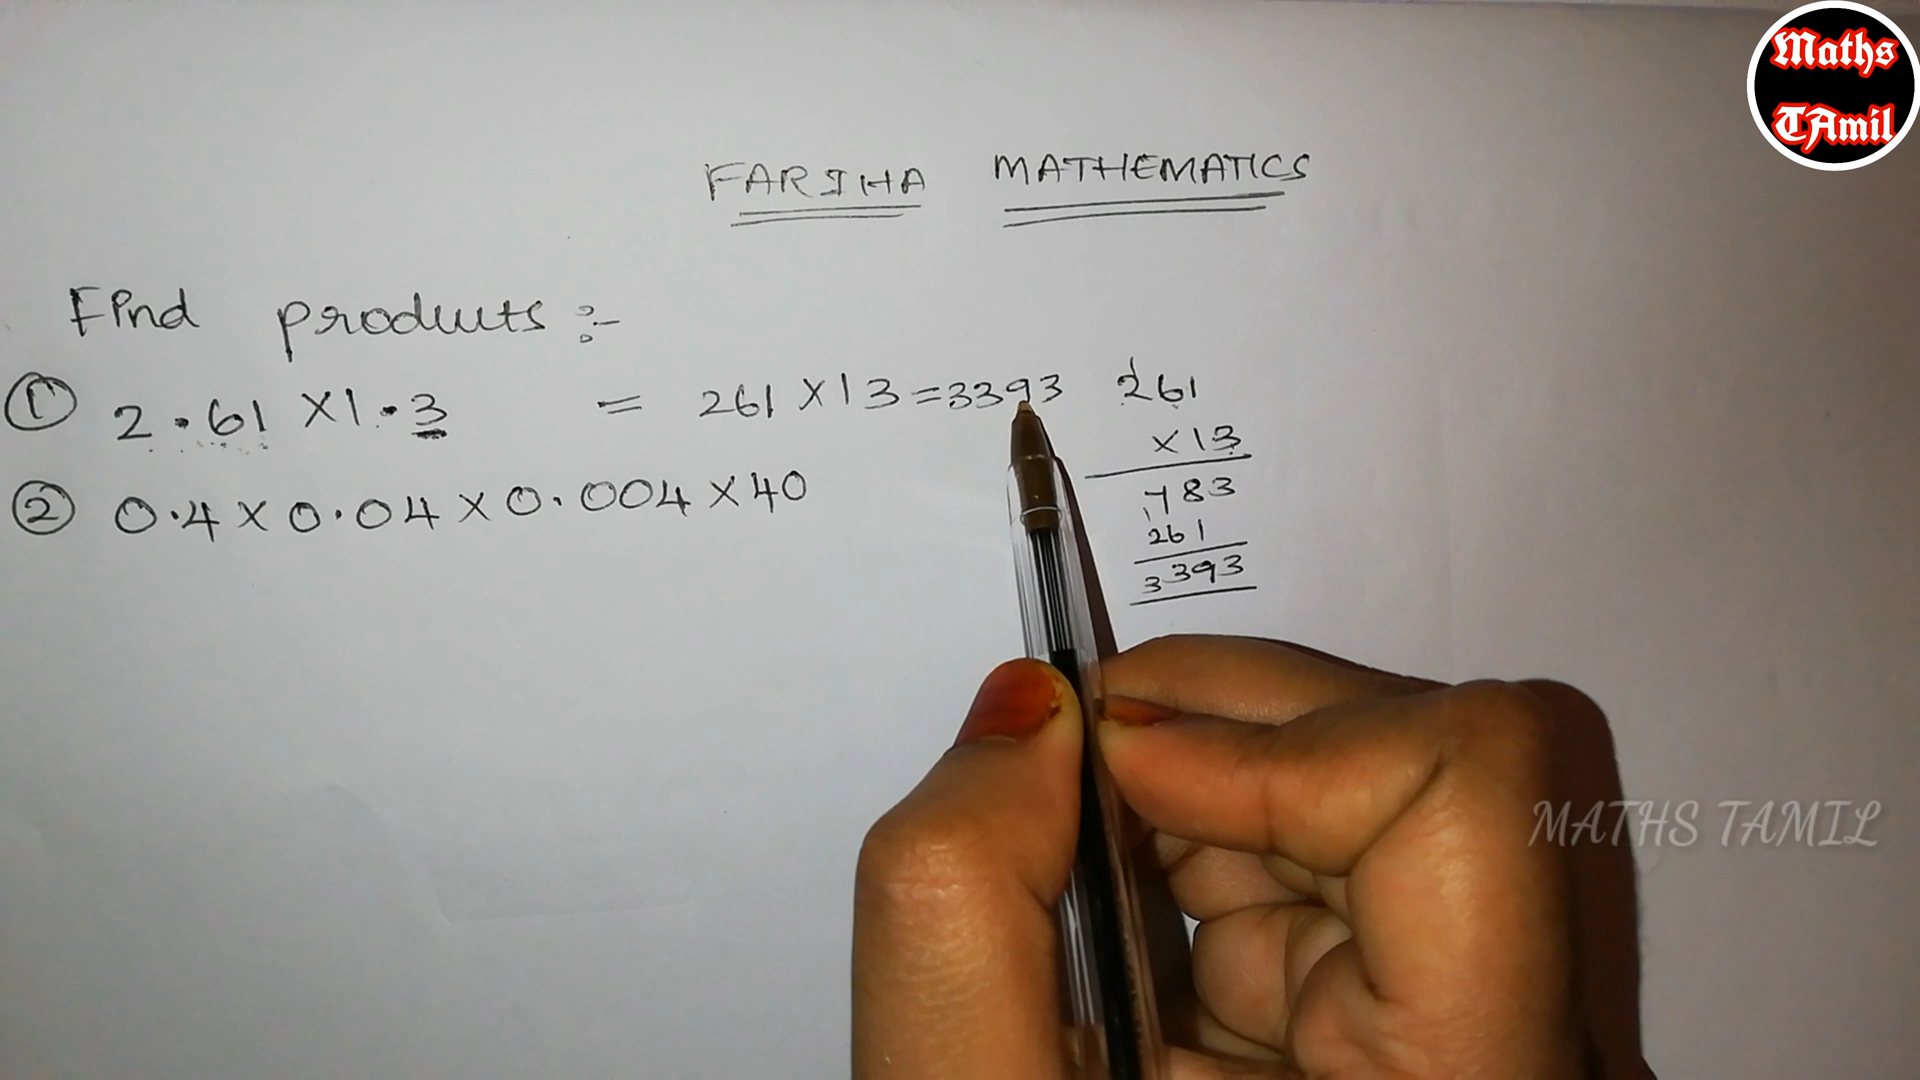 Maths
TAmil
FARIHA MATHEMATICS
Find products :-
① 2.61 X 1.3 = 261 X 13 = 3393
261
X 13
783
261
3393
② 0.4 X 0.04 X 0.004 X 40
MATHS TAMIL